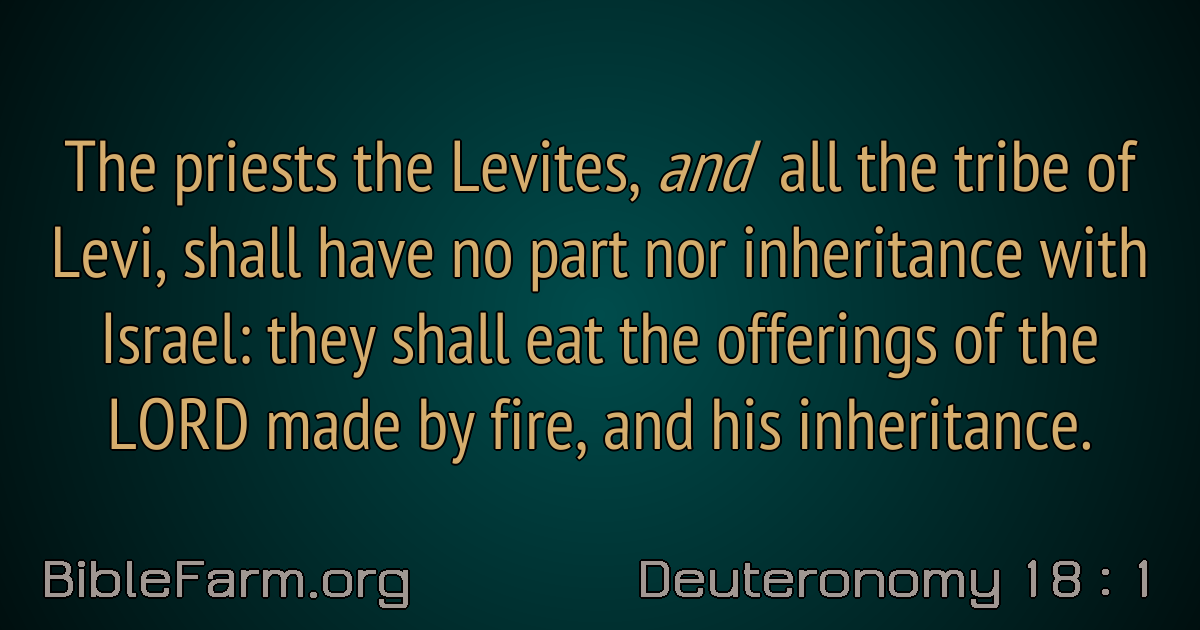 The priests the Levites, and all the tribe of
Levi, shall have no part nor inheritance with
Israel: they shall eat the offerings of the
LORD made by fire, and his inheritance.
BibleFarm.org
Deuteronomy 18 : 1